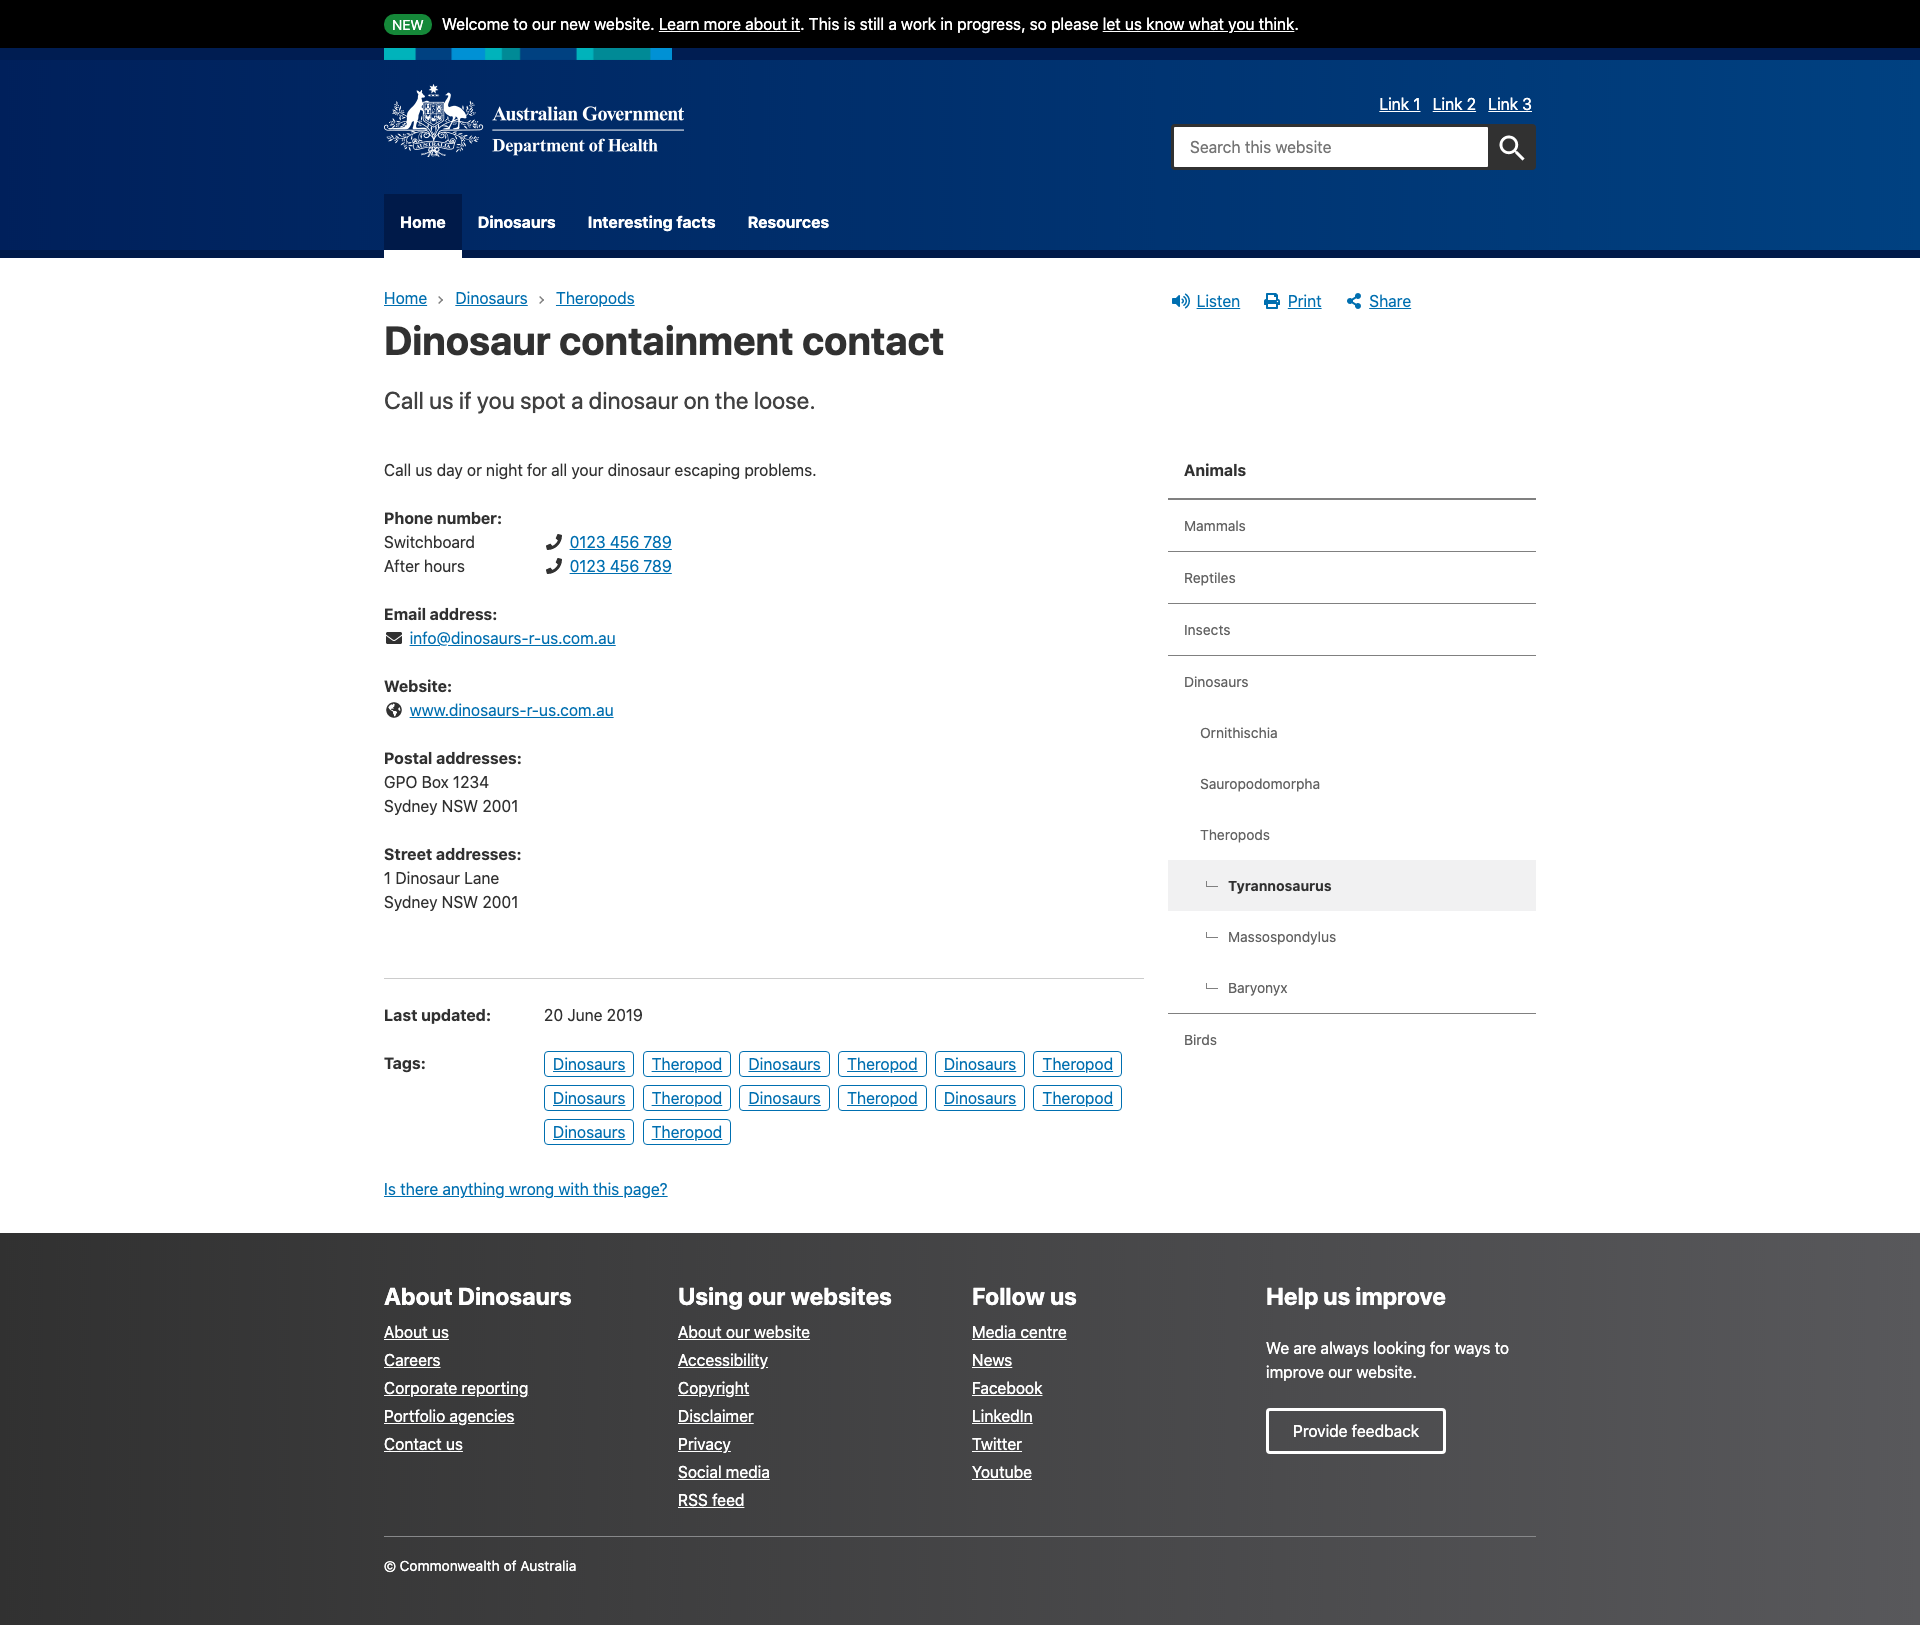 NEW Welcome to our new website. Learn more about it. This is still a work in progress, so please let us know what you think.
Australian Government
Department of Health
Link 1 Link 2 Link 3
Search this website
Home Dinosaurs Interesting facts Resources
Home › Dinosaurs › Theropods
Listen Print Share
Dinosaur containment contact
Call us if you spot a dinosaur on the loose.
Call us day or night for all your dinosaur escaping problems.
Phone number:
Switchboard 0123 456 789
After hours 0123 456 789
Email address:
info@dinosaurs-r-us.com.au
Website:
www.dinosaurs-r-us.com.au
Postal addresses:
GPO Box 1234
Sydney NSW 2001
Street addresses:
1 Dinosaur Lane
Sydney NSW 2001
Animals
Mammals
Reptiles
Insects
Dinosaurs
Ornithischia
Sauropodomorpha
Theropods
Tyrannosaurus
Massospondylus
Baryonyx
Birds
Last updated: 20 June 2019
Tags: Dinosaurs Theropod Dinosaurs Theropod Dinosaurs Theropod
Dinosaurs Theropod Dinosaurs Theropod Dinosaurs Theropod
Dinosaurs Theropod
Is there anything wrong with this page?
About Dinosaurs
About us
Careers
Corporate reporting
Portfolio agencies
Contact us
Using our websites
About our website
Accessibility
Copyright
Disclaimer
Privacy
Social media
RSS feed
Follow us
Media centre
News
Facebook
LinkedIn
Twitter
Youtube
Help us improve
We are always looking for ways to
improve our website.
Provide feedback
© Commonwealth of Australia